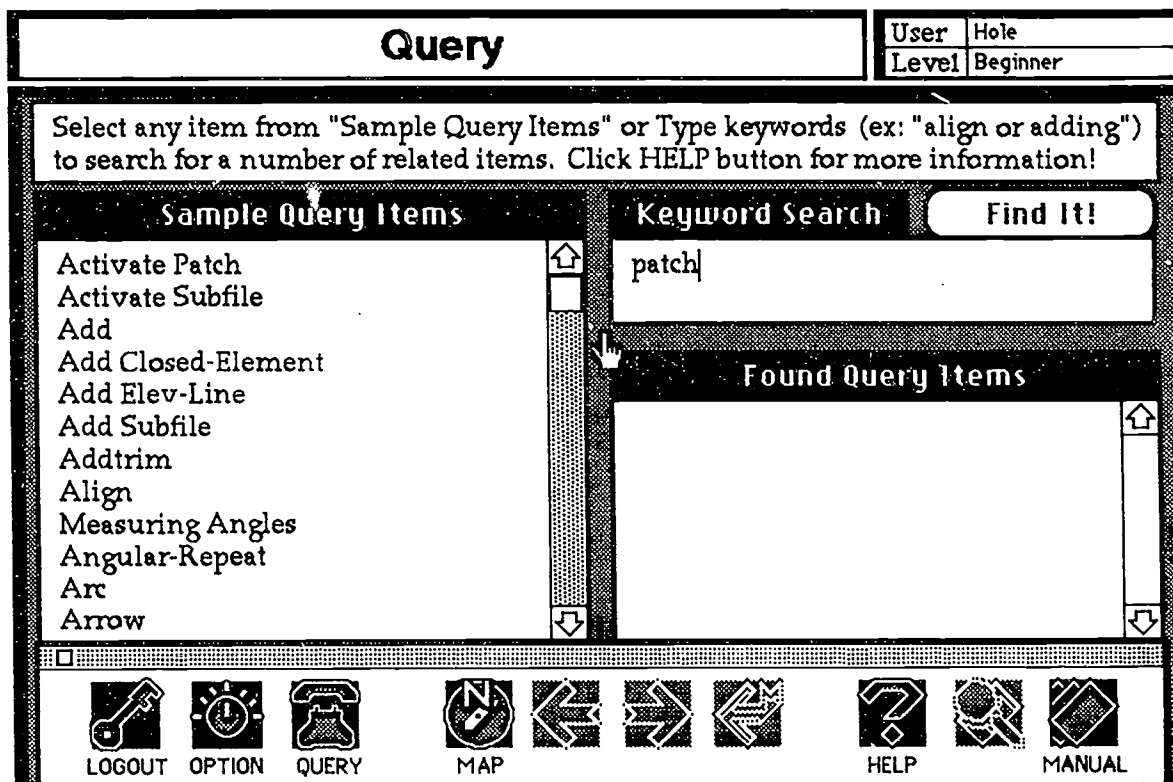 Query
User Hole
Level Beginner
Select any item from "Sample Query Items" or Type keywords (ex: "align or adding")
to search for a number of related items. Click HELP button for more information!
Sample Query Items
Activate Patch
Activate Subfile
Add
Add Closed-Element
Add Elev-Line
Add Subfile
Addtrim
Align
Measuring Angles
Angular-Repeat
Arc
Arrow
Keyword Search
Find It!
patch
Found Query Items
N
LOGOUT OPTION QUERY MAP HELP MANUAL